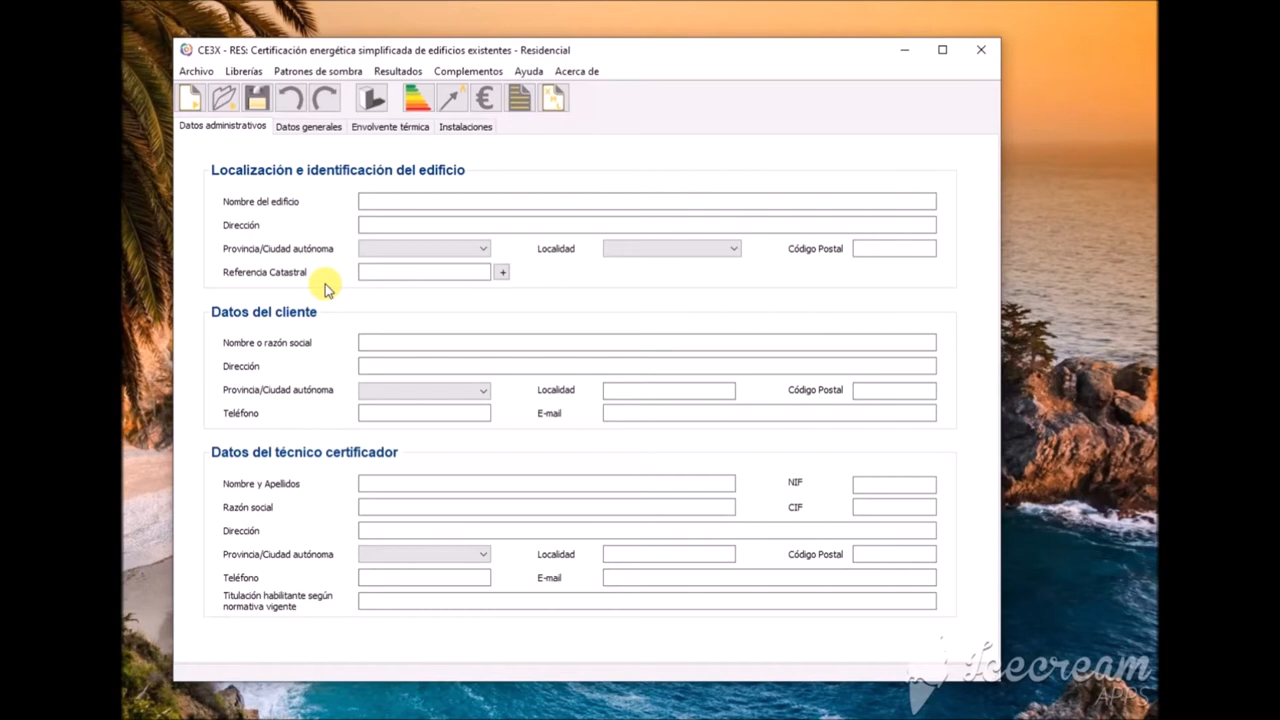 CE3X - RES: Certificación energética simplificada de edificios existentes - Residencial
Archivo Librerías Patrones de sombra Resultados Complementos Ayuda Acerca de
Datos administrativos Datos generales Envolvente térmica Instalaciones
Localización e identificación del edificio
Nombre del edificio
Dirección
Provincia/Ciudad autónoma Localidad Código Postal
Referencia Catastral +
Datos del cliente
Nombre o razón social
Dirección
Provincia/Ciudad autónoma Localidad Código Postal
Teléfono E-mail
Datos del técnico certificador
Nombre y Apellidos NIF
Razón social CIF
Dirección
Provincia/Ciudad autónoma Localidad Código Postal
Teléfono E-mail
Titulación habilitante según
normativa vigente
Icecream
APPS